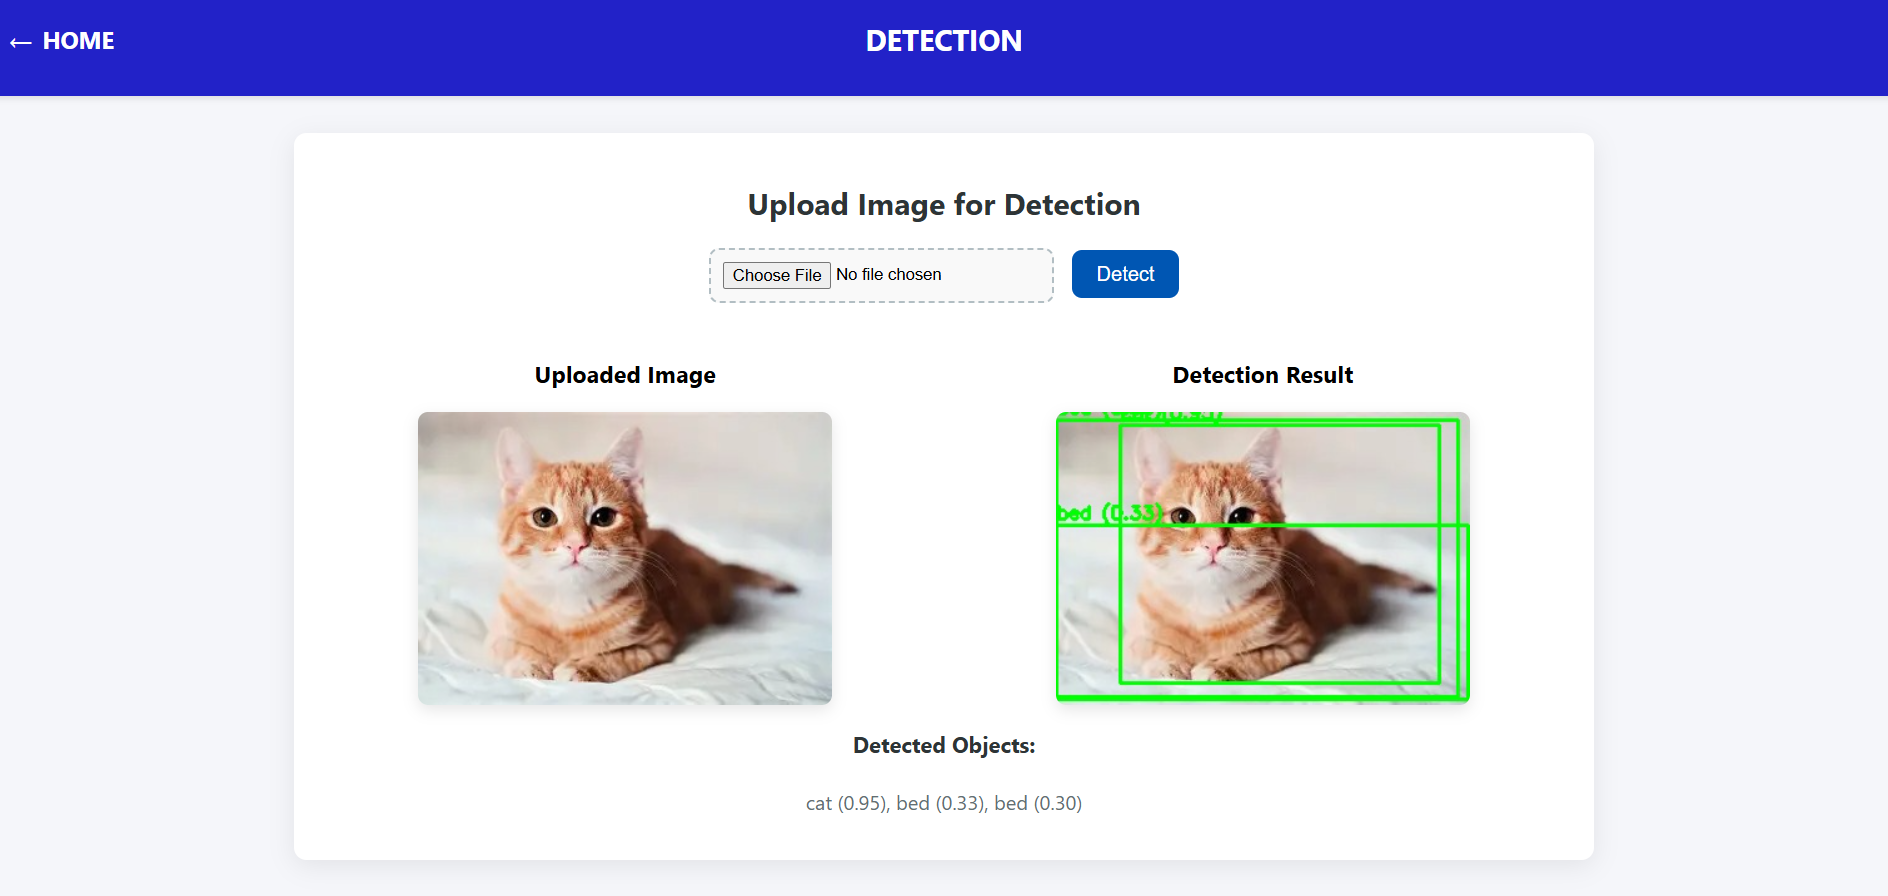 ← HOME
DETECTION
Upload Image for Detection
Choose File No file chosen
Detect
Uploaded Image
Detection Result
bed (0.33)
Detected Objects:
cat (0.95), bed (0.33), bed (0.30)